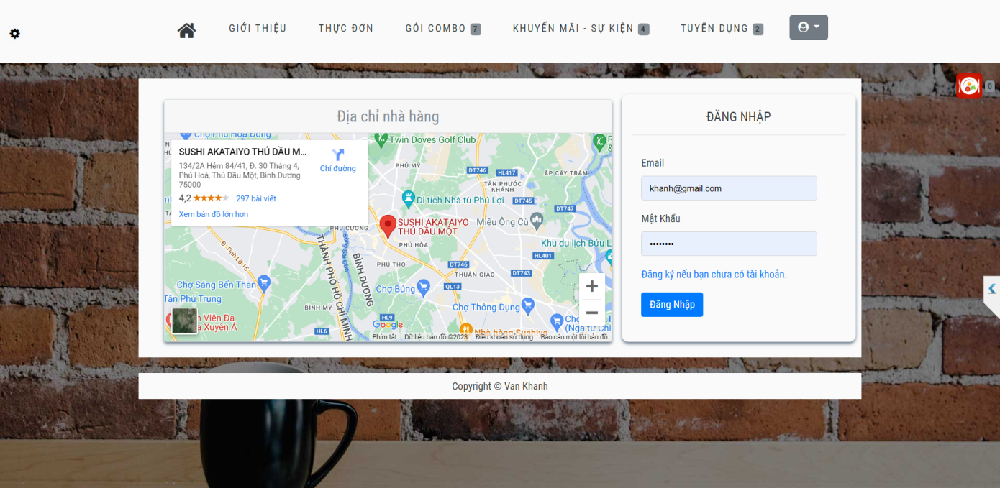 GIỚI THIỆU
THỰC ĐƠN
GÓI COMBO 7
KHUYẾN MÃI - SỰ KIỆN 4
TUYỂN DỤNG 2
0
Địa chỉ nhà hàng
Chợ Phú Hòa Đông
Twin Doves Golf Club
SUSHI AKATAIYO THỦ DẦU M...
134/2A Hẻm 84/41, Đ. 30 Tháng 4,
Phú Hoà, Thủ Dầu Một, Bình Dương
75000
Chỉ đường
4,2
297 bài viết
Xem bản đồ lớn hơn
PHÚ MỸ
DT746
HL417
ẤP CÂY TRÂM
TÂN PHƯỚC
KHÁNH
Di tích Nhà tù Phú Lợi
DT745
DT747
SUSHI AKATAIYO
THỦ DẦU MỘT
Miếu Ông Cù
PHÚ CƯỜNG
Sông Sài Gòn
PHÚ HÒA
Khu du lịch Bửu L
Đ. Tỉnh Lộ 15
THÀNH PHỐ HỒ CHÍ MINH
BÌNH DƯƠNG
HL401
PHÚ THỌ
DT746
THUẬN GIAO
DT743
Chợ Sáng Bến Than
Chợ Búng
QL13
Tân Phú Trung
BÌNH MỸ
Chợ Thông Dụng
n Viện Đa
a Xuyên Á
HL9
HL6
Google
Nhà hàng Sushiya
(Ngã tư Chi
Phím tắt
Dữ liệu bản đồ ©2023
Điều khoản sử dụng
Báo cáo một lỗi bản đồ
ĐĂNG NHẬP
Email
khanh@gmail.com
Mật Khẩu
••••••••
Đăng ký nếu bạn chưa có tài khoản.
Đăng Nhập
Copyright © Van Khanh